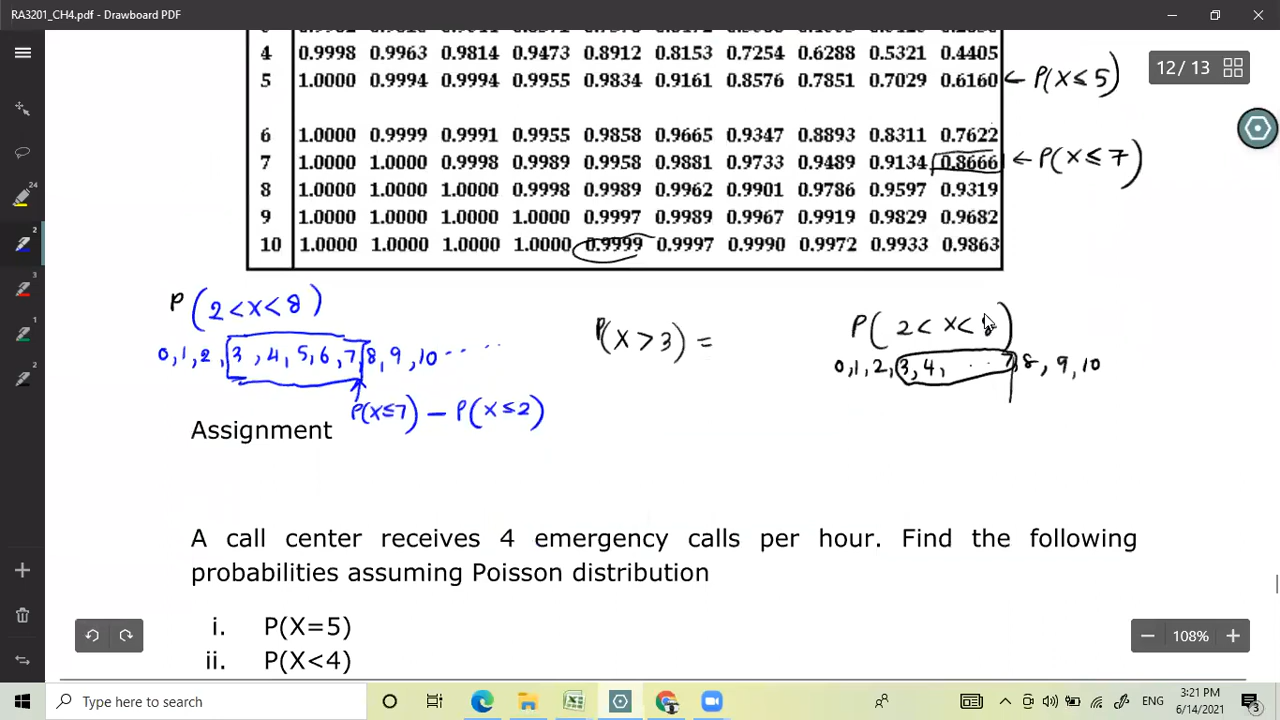 RA3201_CH4.pdf - Drawboard PDF
12 / 13
4 0.9998 0.9963 0.9814 0.9473 0.8912 0.8153 0.7254 0.6288 0.5321 0.4405
5 1.0000 0.9994 0.9994 0.9955 0.9834 0.9161 0.8576 0.7851 0.7029 0.6160 ← P(X≤5)
6 1.0000 0.9999 0.9991 0.9955 0.9858 0.9665 0.9347 0.8893 0.8311 0.7622
7 1.0000 1.0000 0.9998 0.9989 0.9958 0.9881 0.9733 0.9489 0.9134 0.8666 ← P(X≤7)
8 1.0000 1.0000 1.0000 0.9998 0.9989 0.9962 0.9901 0.9786 0.9597 0.9319
9 1.0000 1.0000 1.0000 1.0000 0.9997 0.9989 0.9967 0.9919 0.9829 0.9682
10 1.0000 1.0000 1.0000 1.0000 0.9999 0.9997 0.9990 0.9972 0.9933 0.9863
P(2<X<8)
0,1,2,3,4,5,6,7,8,9,10.....
P(X≤7) - P(X≤2)
P(X>3) =
P(2<X<8)
0,1,2,3,4, ...7,8,9,10
Assignment
A call center receives 4 emergency calls per hour. Find the following
probabilities assuming Poisson distribution
i. P(X=5)
ii. P(X<4)
24
2
3
2
3
108%
Type here to search
ENG
3:21 PM
6/14/2021
3